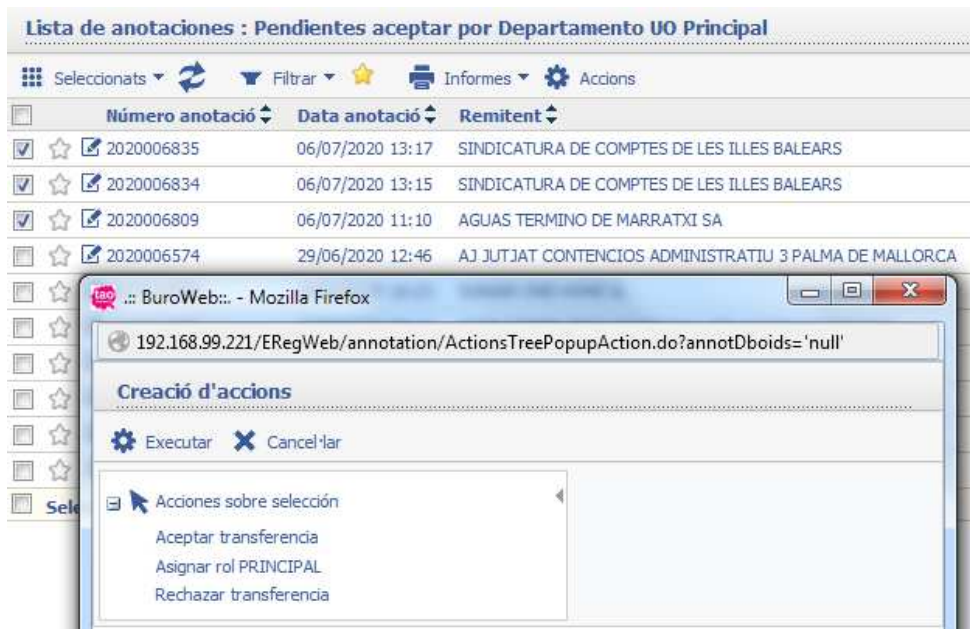 Lista de anotaciones : Pendientes aceptar por Departamento UO Principal
Seleccionats Filtrar Informes Accions
Número anotació Data anotació Remitent
2020006835 06/07/2020 13:17 SINDICATURA DE COMPTES DE LES ILLES BALEARS
2020006834 06/07/2020 13:15 SINDICATURA DE COMPTES DE LES ILLES BALEARS
2020006809 06/07/2020 11:10 AGUAS TERMINO DE MARRATXI SA
2020006574 29/06/2020 12:46 AJ JUTJAT CONTENCIOS ADMINISTRATIU 3 PALMA DE MALLORCA
tao .:: BuroWeb::. - Mozilla Firefox
192.168.99.221/ERegWeb/annotation/ActionsTreePopupAction.do?annotDboids='null'
Creació d'accions
Executar Cancel·lar
Acciones sobre selección
Aceptar transferencia
Asignar rol PRINCIPAL
Rechazar transferencia